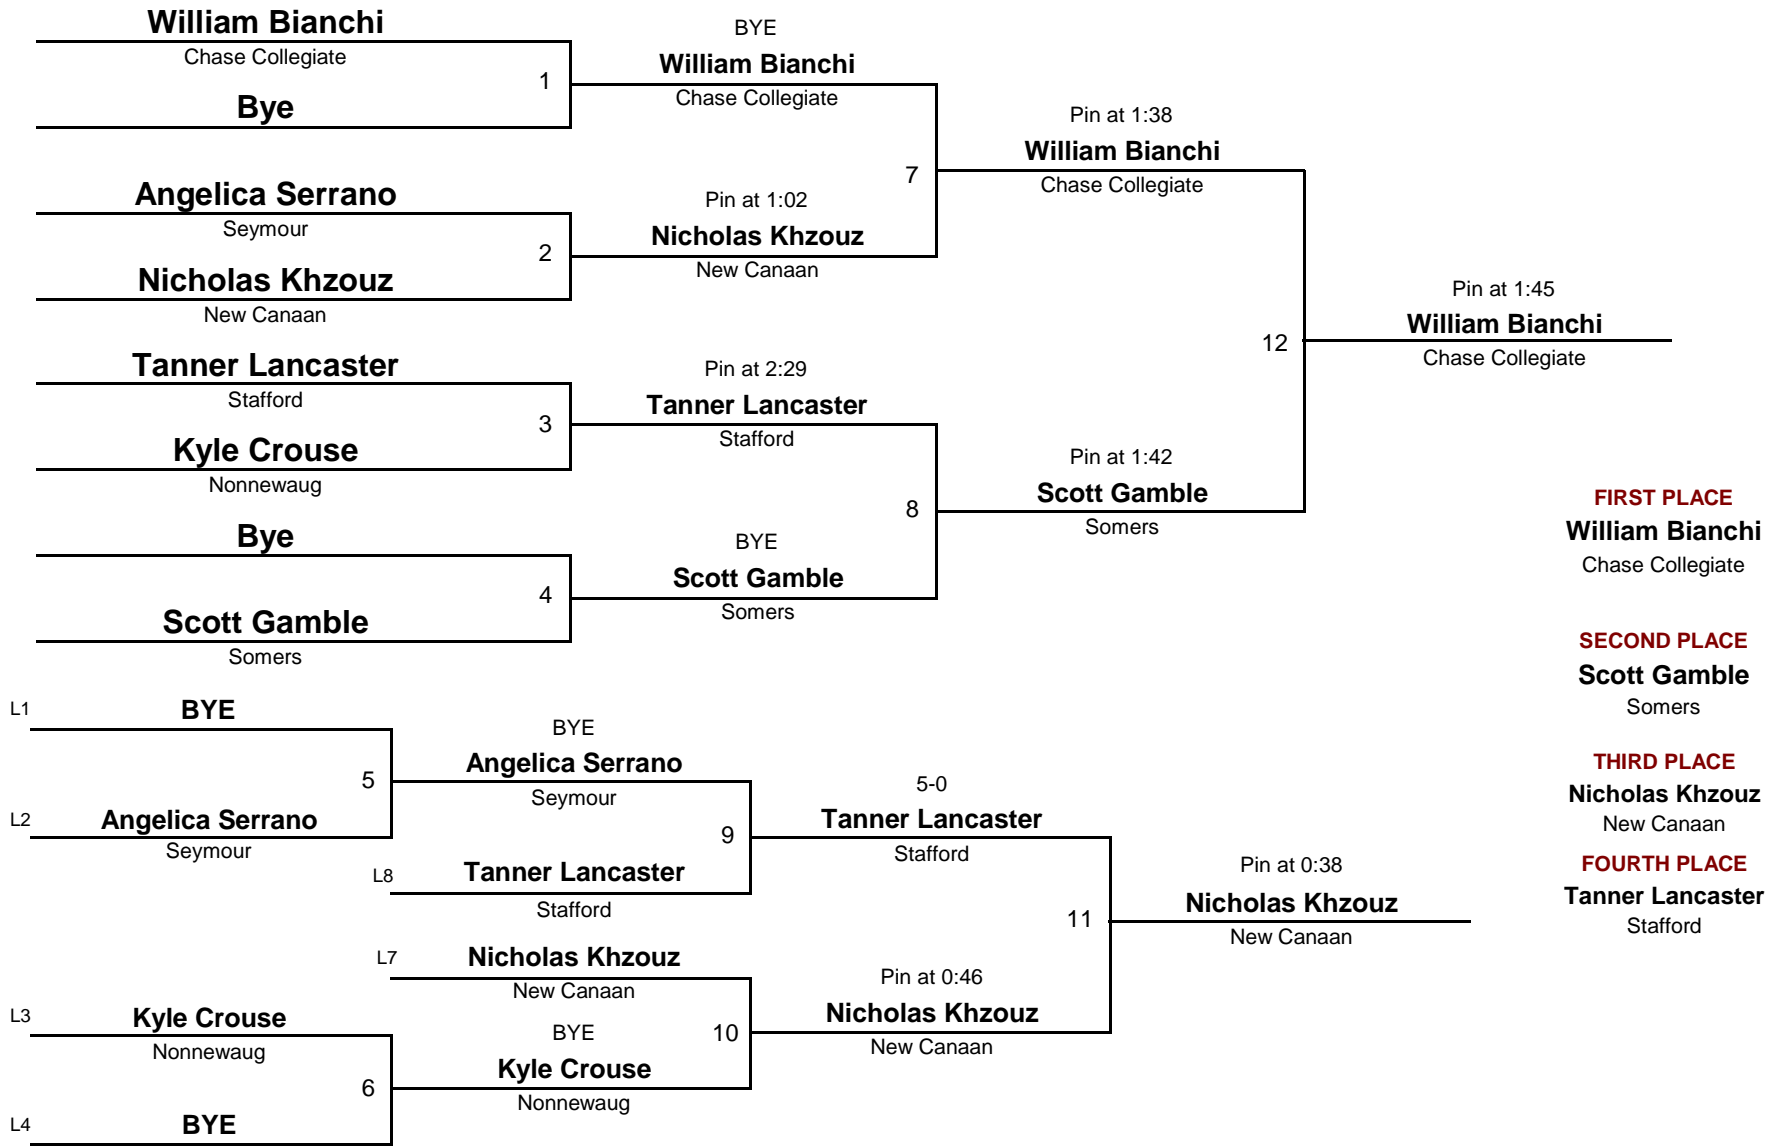 William Bianchi
Chase Collegiate
1
Bye
BYE
William Bianchi
Chase Collegiate
Angelica Serrano
Seymour
2
Nicholas Khzouz
New Canaan
Pin at 1:02
Nicholas Khzouz
New Canaan
7
Pin at 1:38
William Bianchi
Chase Collegiate
Tanner Lancaster
Stafford
3
Kyle Crouse
Nonnewaug
Pin at 2:29
Tanner Lancaster
Stafford
Bye
4
Scott Gamble
Somers
BYE
Scott Gamble
Somers
8
Pin at 1:42
Scott Gamble
Somers
12
Pin at 1:45
William Bianchi
Chase Collegiate
FIRST PLACE
William Bianchi
Chase Collegiate
SECOND PLACE
Scott Gamble
Somers
THIRD PLACE
Nicholas Khzouz
New Canaan
FOURTH PLACE
Tanner Lancaster
Stafford
L1 BYE
5
L2 Angelica Serrano
Seymour
BYE
Angelica Serrano
Seymour
9
L8 Tanner Lancaster
Stafford
5-0
Tanner Lancaster
Stafford
L7 Nicholas Khzouz
New Canaan
L3 Kyle Crouse
Nonnewaug
6
L4 BYE
BYE
Kyle Crouse
Nonnewaug
10
Pin at 0:46
Nicholas Khzouz
New Canaan
11
Pin at 0:38
Nicholas Khzouz
New Canaan